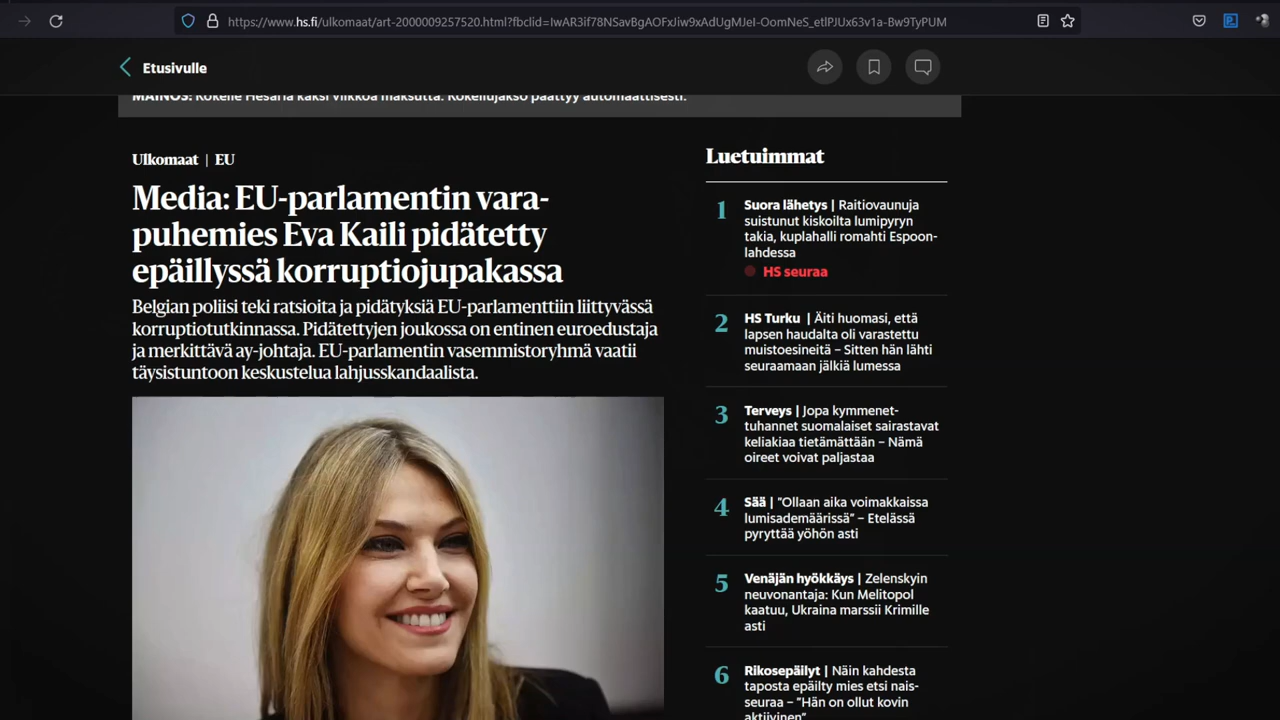 https://www.hs.fi/ulkomaat/art-2000009257520.html?fbclid=IwAR3if78NSavBgAOFxJiw9xAdUgMJeI-OomNeS_etlPJUx63v1a-Bw9TyPUM
Etusivulle
MAINOS: Kokeile Hesaria kaksi viikkoa maksutta. Kokeilujakso päättyy automaattisesti.
Ulkomaat | EU
Media: EU-parlamentin vara-
puhemies Eva Kaili pidätetty
epäillyssä korruptiojupakassa
Belgian poliisi teki ratsioita ja pidätyksiä EU-parlamenttiin liittyvässä
korruptiotutkinnassa. Pidätettyjen joukossa on entinen euroedustaja
ja merkittävä ay-johtaja. EU-parlamentin vasemmistoryhmä vaatii
täysistuntoon keskustelua lahjusskandaalista.
Luetuimmat
1 Suora lähetys | Raitiovaunuja
suistunut kiskoilta lumipyryn
takia, kuplahalli romahti Espoon-
lahdessa
HS seuraa
2 HS Turku | Äiti huomasi, että
lapsen haudalta oli varastettu
muistoesineitä – Sitten hän lähti
seuraamaan jälkiä lumessa
3 Terveys | Jopa kymmenet-
tuhannet suomalaiset sairastavat
keliakiaa tietämättään – Nämä
oireet voivat paljastaa
4 Sää | ”Ollaan aika voimakkaissa
lumisademäärissä” – Etelässä
pyryttää yöhön asti
5 Venäjän hyökkäys | Zelenskyin
neuvonantaja: Kun Melitopol
kaatuu, Ukraina marssii Krimille
asti
6 Rikosepäilyt | Näin kahdesta
taposta epäilty mies etsi nais-
seuraa – ”Hän on ollut kovin
aktiivinen”